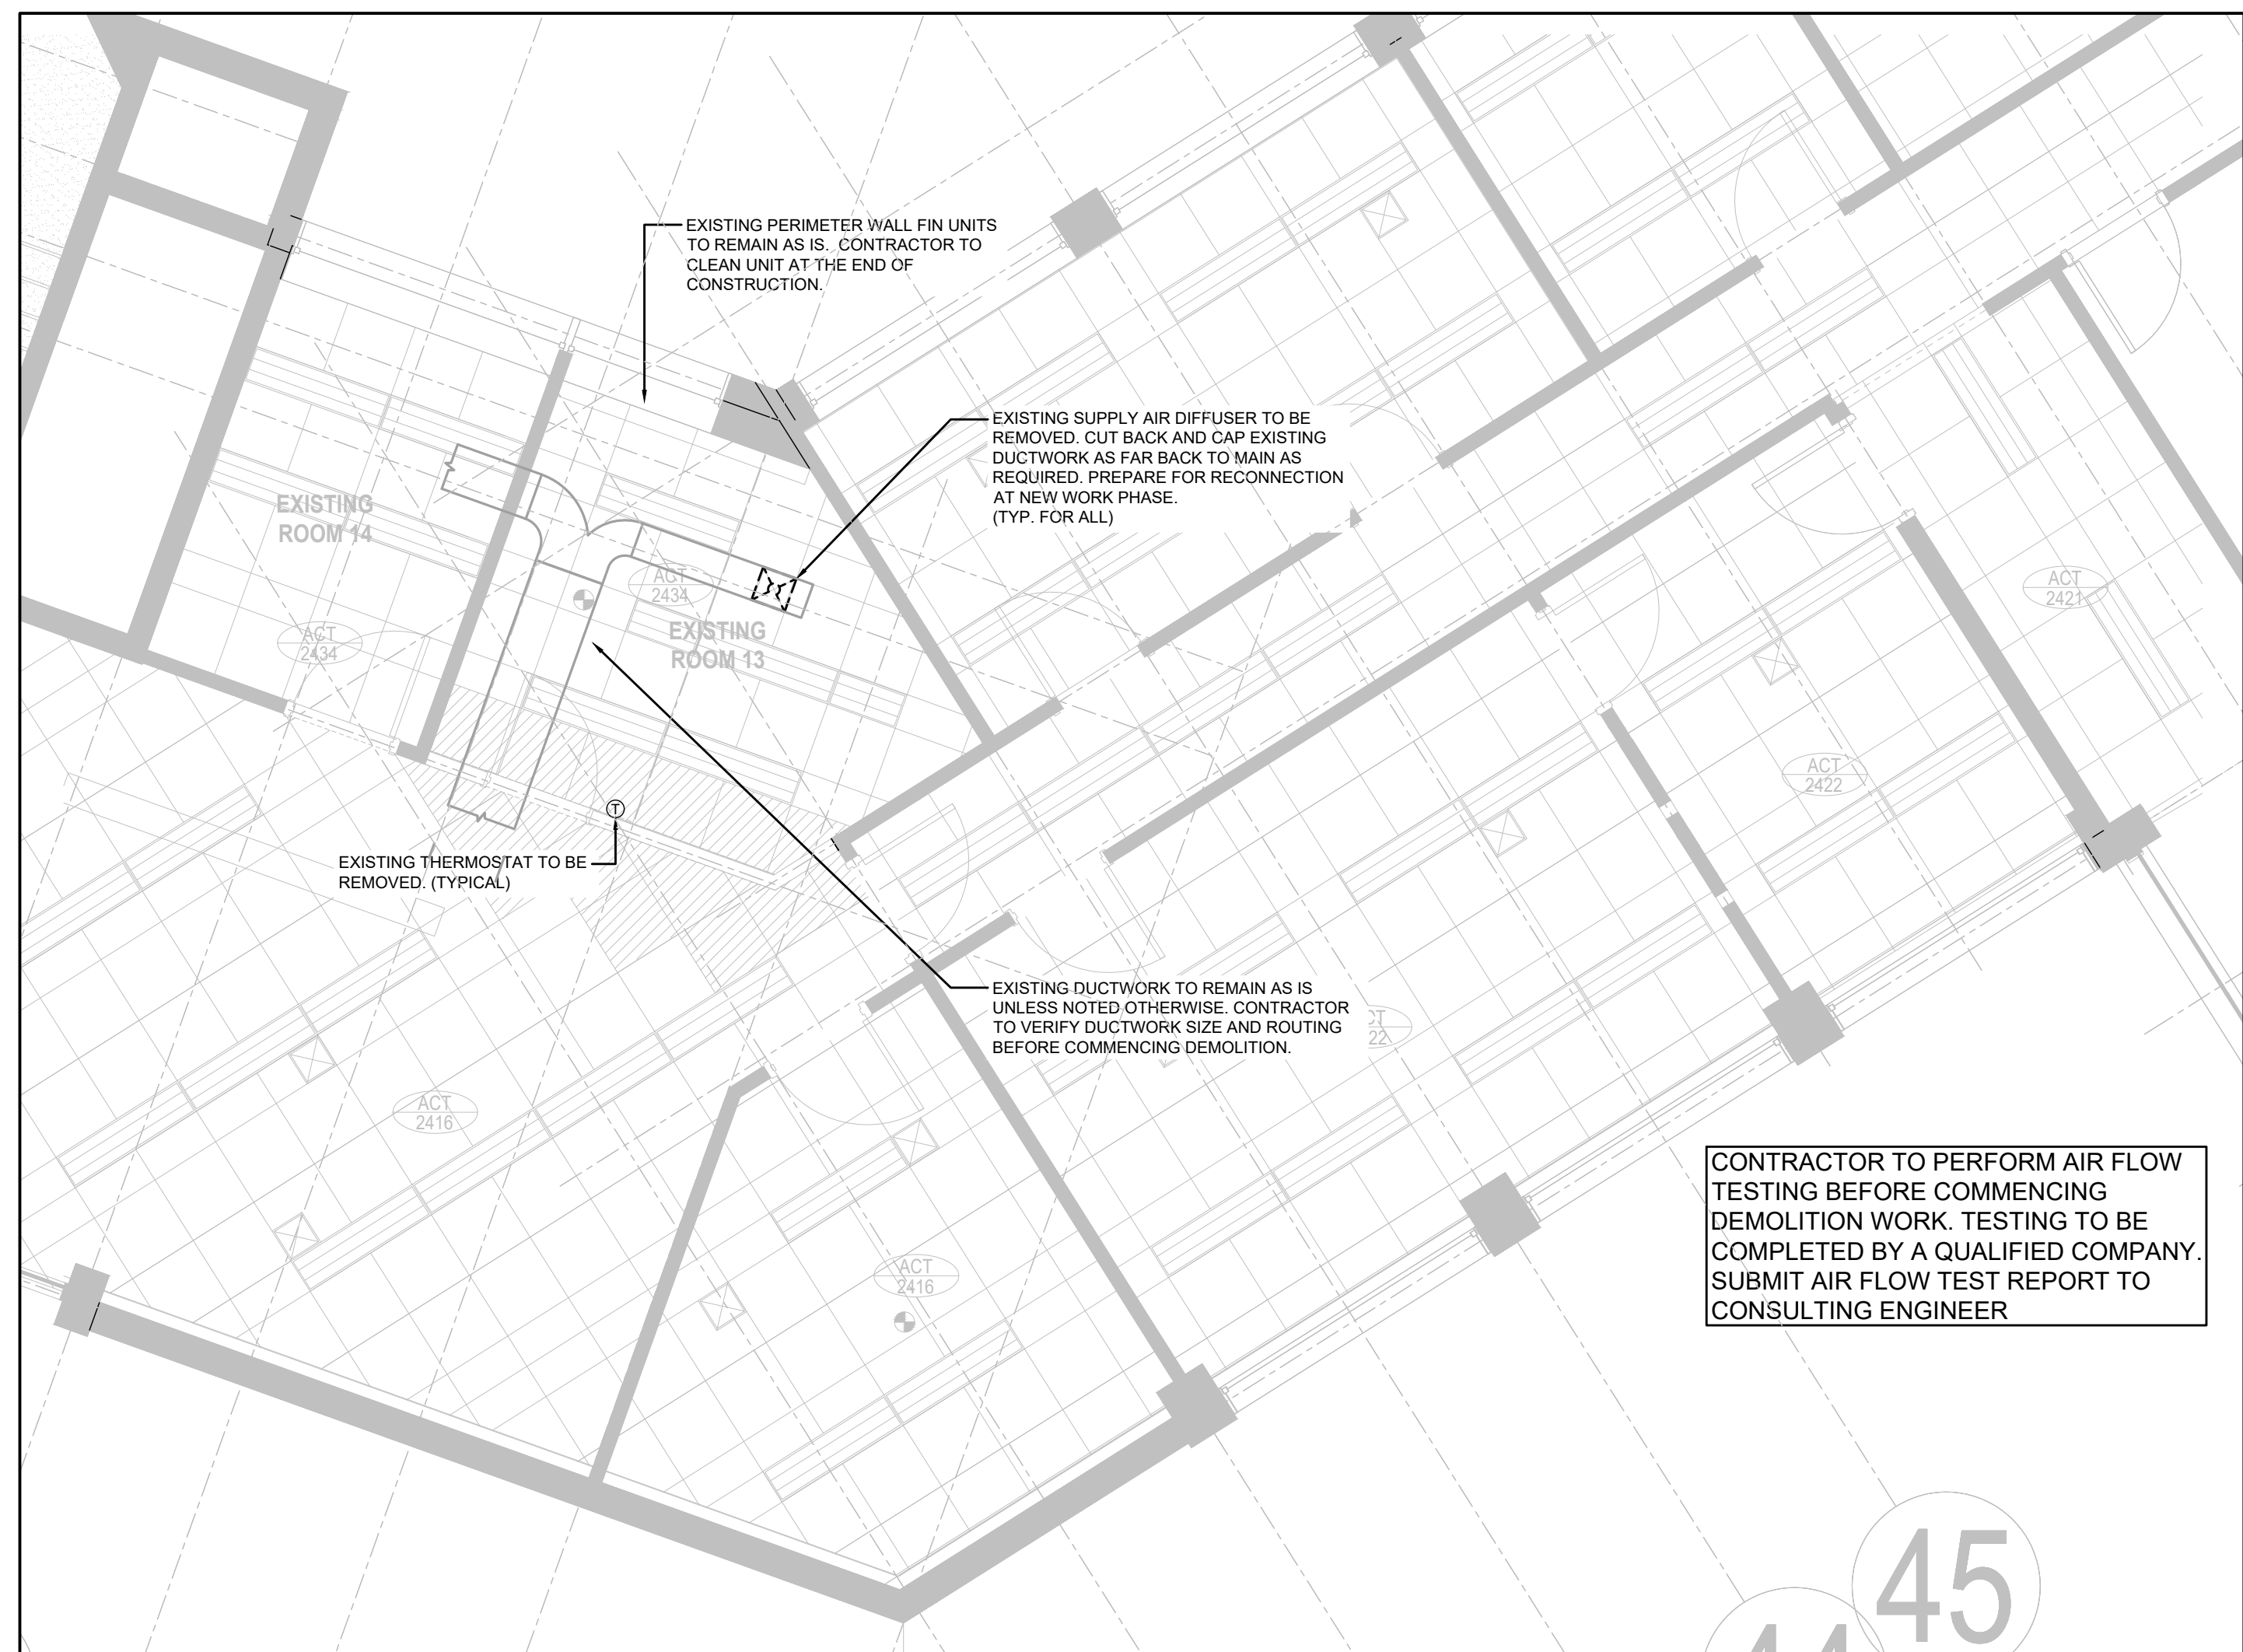 EXISTING PERIMETER WALL FIN UNITS
TO REMAIN AS IS. CONTRACTOR TO
CLEAN UNIT AT THE END OF
CONSTRUCTION.
EXISTING SUPPLY AIR DIFFUSER TO BE
REMOVED. CUT BACK AND CAP EXISTING
DUCTWORK AS FAR BACK TO MAIN AS
REQUIRED. PREPARE FOR RECONNECTION
AT NEW WORK PHASE.
(TYP. FOR ALL)
EXISTING
ROOM 14
ACT
2434
EXISTING
ROOM 13
ACT
2434
ACT
2421
ACT
2422
T
EXISTING THERMOSTAT TO BE
REMOVED. (TYPICAL)
EXISTING DUCTWORK TO REMAIN AS IS
UNLESS NOTED OTHERWISE. CONTRACTOR
TO VERIFY DUCTWORK SIZE AND ROUTING
BEFORE COMMENCING DEMOLITION.
CT
22
ACT
2416
ACT
2416
CONTRACTOR TO PERFORM AIR FLOW
TESTING BEFORE COMMENCING
DEMOLITION WORK. TESTING TO BE
COMPLETED BY A QUALIFIED COMPANY.
SUBMIT AIR FLOW TEST REPORT TO
CONSULTING ENGINEER
45
44